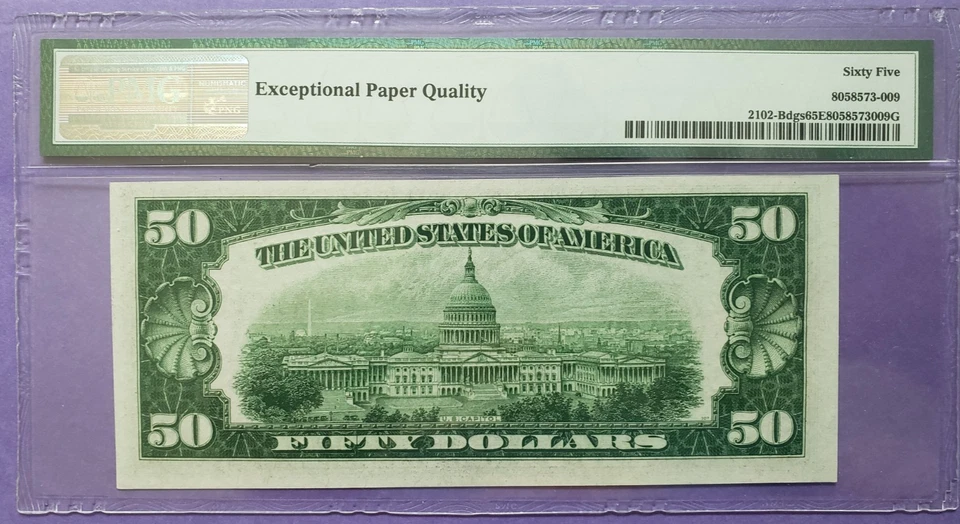 Exceptional Paper Quality
Sixty Five
8058573-009
2102-Bdgs65E8058573009G
50 50
THE UNITED STATES OF AMERICA
U.S. CAPITOL
50 50
FIFTY DOLLARS